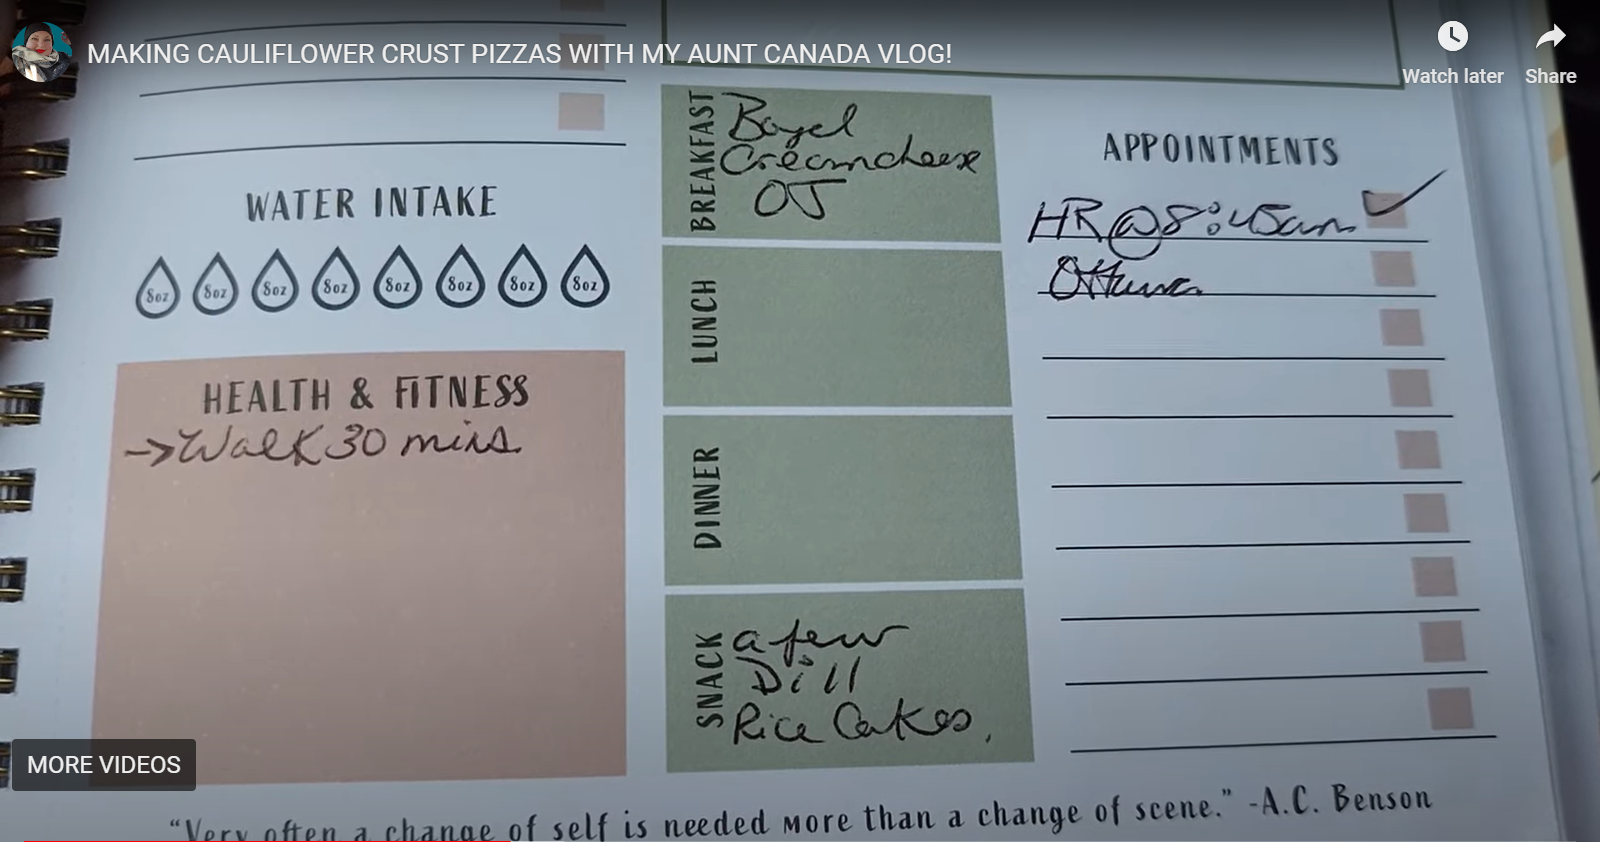 MAKING CAULIFLOWER CRUST PIZZAS WITH MY AUNT CANADA VLOG!
Watch later
Share
WATER INTAKE
8oz 8oz 8oz 8oz 8oz 8oz 8oz 8oz
HEALTH & FITNESS
→Walk 30 mins.
BREAKFAST
Bagel
Creamcheese
OJ
LUNCH
DINNER
SNACK
a few
Dill
Rice Cakes,
APPOINTMENTS
HR @ 8:45am
Ottawa
MORE VIDEOS
"Very often a change of self is needed more than a change of scene." -A.C. Benson